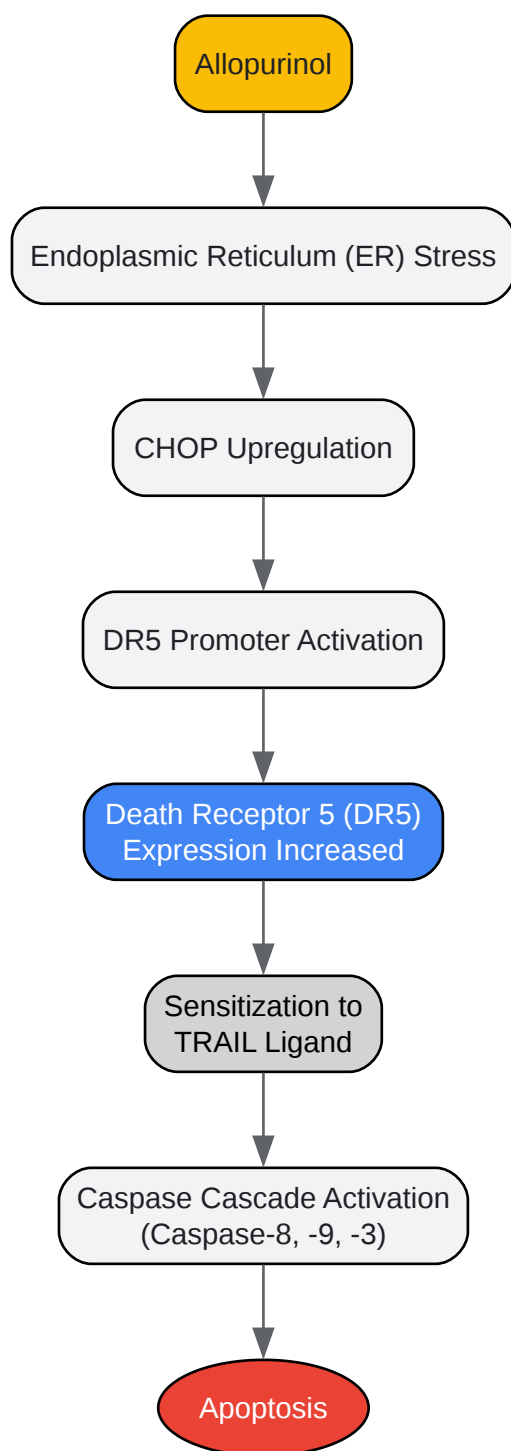 Allopurinol
Endoplasmic Reticulum (ER) Stress
CHOP Upregulation
DR5 Promoter Activation
Death Receptor 5 (DR5)
Expression Increased
Sensitization to
TRAIL Ligand
Caspase Cascade Activation
(Caspase-8, -9, -3)
Apoptosis